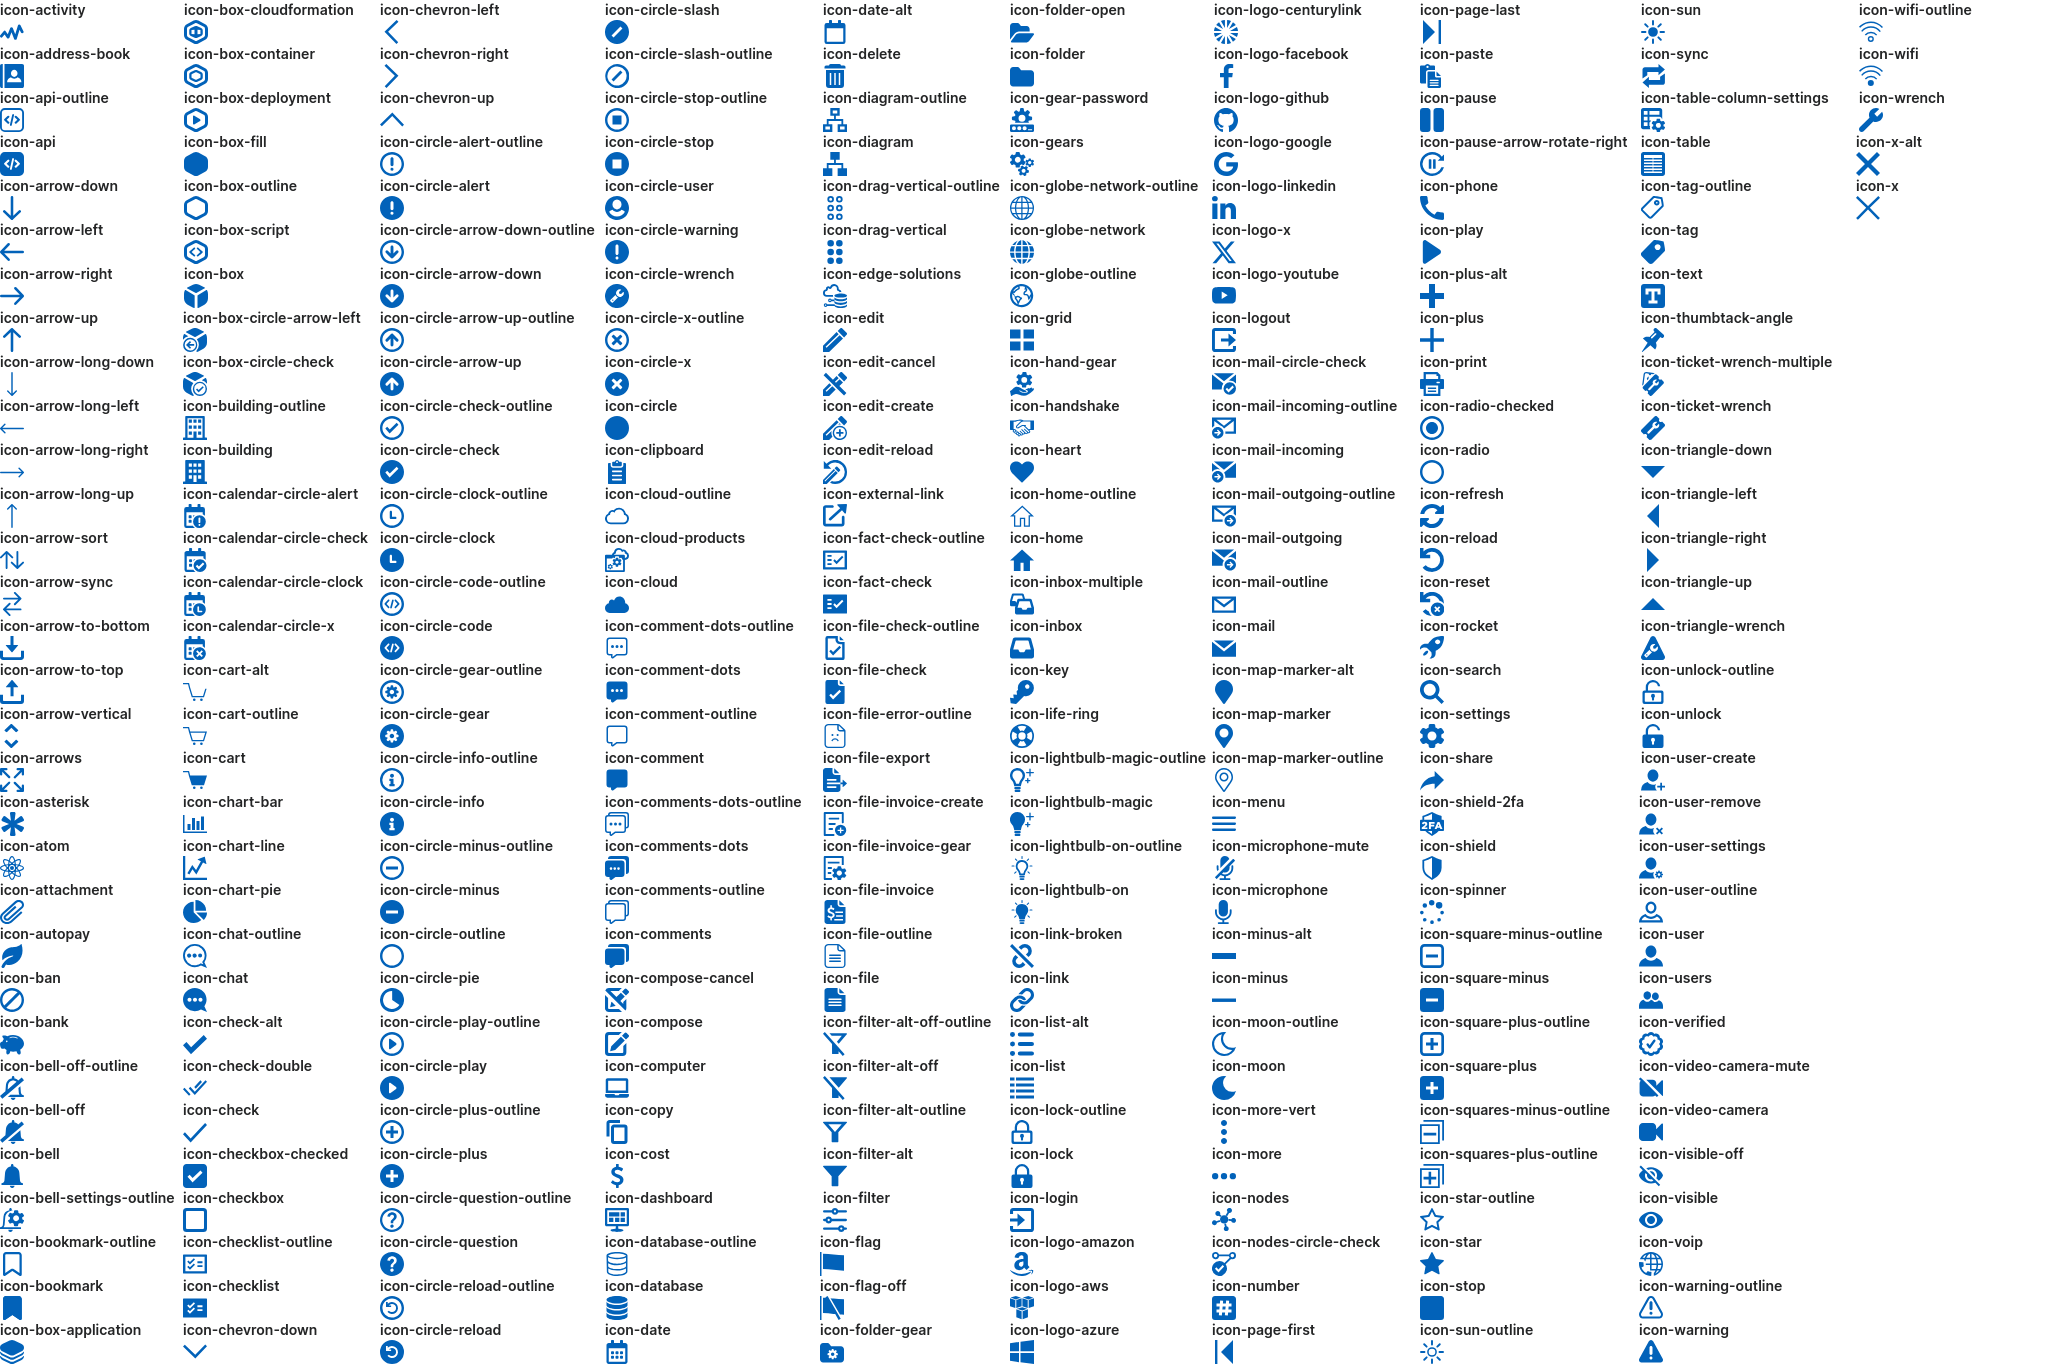 icon-activity
icon-address-book
icon-api-outline
icon-api
icon-arrow-down
icon-arrow-left
icon-arrow-right
icon-arrow-up
icon-arrow-long-down
icon-arrow-long-left
icon-arrow-long-right
icon-arrow-long-up
icon-arrow-sort
icon-arrow-sync
icon-arrow-to-bottom
icon-arrow-to-top
icon-arrow-vertical
icon-arrows
icon-asterisk
icon-atom
icon-attachment
icon-autopay
icon-ban
icon-bank
icon-bell-off-outline
icon-bell-off
icon-bell
icon-bell-settings-outline
icon-bookmark-outline
icon-bookmark
icon-box-application
icon-box-cloudformation
icon-box-container
icon-box-deployment
icon-box-fill
icon-box-outline
icon-box-script
icon-box
icon-box-circle-arrow-left
icon-box-circle-check
icon-building-outline
icon-building
icon-calendar-circle-alert
icon-calendar-circle-check
icon-calendar-circle-clock
icon-calendar-circle-x
icon-cart-alt
icon-cart-outline
icon-cart
icon-chart-bar
icon-chart-line
icon-chart-pie
icon-chat-outline
icon-chat
icon-check-alt
icon-check-double
icon-check
icon-checkbox-checked
icon-checkbox
icon-checklist-outline
icon-checklist
icon-chevron-down
icon-chevron-left
icon-chevron-right
icon-chevron-up
icon-circle-alert-outline
icon-circle-alert
icon-circle-arrow-down-outline
icon-circle-arrow-down
icon-circle-arrow-up-outline
icon-circle-arrow-up
icon-circle-check-outline
icon-circle-check
icon-circle-clock-outline
icon-circle-clock
icon-circle-code-outline
icon-circle-code
icon-circle-gear-outline
icon-circle-gear
icon-circle-info-outline
icon-circle-info
icon-circle-minus-outline
icon-circle-minus
icon-circle-outline
icon-circle-pie
icon-circle-play-outline
icon-circle-play
icon-circle-plus-outline
icon-circle-plus
icon-circle-question-outline
icon-circle-question
icon-circle-reload-outline
icon-circle-reload
icon-circle-slash
icon-circle-slash-outline
icon-circle-stop-outline
icon-circle-stop
icon-circle-user
icon-circle-warning
icon-circle-wrench
icon-circle-x-outline
icon-circle-x
icon-circle
icon-clipboard
icon-cloud-outline
icon-cloud-products
icon-cloud
icon-comment-dots-outline
icon-comment-dots
icon-comment-outline
icon-comment
icon-comments-dots-outline
icon-comments-dots
icon-comments-outline
icon-comments
icon-compose-cancel
icon-compose
icon-computer
icon-copy
icon-cost
icon-dashboard
icon-database-outline
icon-database
icon-date
icon-date-alt
icon-delete
icon-diagram-outline
icon-diagram
icon-drag-vertical-outline
icon-drag-vertical
icon-edge-solutions
icon-edit
icon-edit-cancel
icon-edit-create
icon-edit-reload
icon-external-link
icon-fact-check-outline
icon-fact-check
icon-file-check-outline
icon-file-check
icon-file-error-outline
icon-file-export
icon-file-invoice-create
icon-file-invoice-gear
icon-file-invoice
icon-file-outline
icon-file
icon-filter-alt-off-outline
icon-filter-alt-off
icon-filter-alt-outline
icon-filter-alt
icon-filter
icon-flag
icon-flag-off
icon-folder-gear
icon-folder-open
icon-folder
icon-gear-password
icon-gears
icon-globe-network-outline
icon-globe-network
icon-globe-outline
icon-grid
icon-hand-gear
icon-handshake
icon-heart
icon-home-outline
icon-home
icon-inbox-multiple
icon-inbox
icon-key
icon-life-ring
icon-lightbulb-magic-outline
icon-lightbulb-magic
icon-lightbulb-on-outline
icon-lightbulb-on
icon-link-broken
icon-link
icon-list-alt
icon-list
icon-lock-outline
icon-lock
icon-login
icon-logo-amazon
icon-logo-aws
icon-logo-azure
icon-logo-centurylink
icon-logo-facebook
icon-logo-github
icon-logo-google
icon-logo-linkedin
icon-logo-x
icon-logo-youtube
icon-logout
icon-mail-circle-check
icon-mail-incoming-outline
icon-mail-incoming
icon-mail-outgoing-outline
icon-mail-outgoing
icon-mail-outline
icon-mail
icon-map-marker-alt
icon-map-marker
icon-map-marker-outline
icon-menu
icon-microphone-mute
icon-microphone
icon-minus-alt
icon-minus
icon-moon-outline
icon-moon
icon-more-vert
icon-more
icon-nodes
icon-nodes-circle-check
icon-number
icon-page-first
icon-page-last
icon-paste
icon-pause
icon-pause-arrow-rotate-right
icon-phone
icon-play
icon-plus-alt
icon-plus
icon-print
icon-radio-checked
icon-radio
icon-refresh
icon-reload
icon-reset
icon-rocket
icon-search
icon-settings
icon-share
icon-shield-2fa
2FA
icon-shield
icon-spinner
icon-square-minus-outline
icon-square-minus
icon-square-plus-outline
icon-square-plus
icon-squares-minus-outline
icon-squares-plus-outline
icon-star-outline
icon-star
icon-stop
icon-sun-outline
icon-sun
icon-sync
icon-table-column-settings
icon-table
icon-tag-outline
icon-tag
icon-text
icon-thumbtack-angle
icon-ticket-wrench-multiple
icon-ticket-wrench
icon-triangle-down
icon-triangle-left
icon-triangle-right
icon-triangle-up
icon-triangle-wrench
icon-unlock-outline
icon-unlock
icon-user-create
icon-user-remove
icon-user-settings
icon-user-outline
icon-user
icon-users
icon-verified
icon-video-camera-mute
icon-video-camera
icon-visible-off
icon-visible
icon-voip
icon-warning-outline
icon-warning
icon-wifi-outline
icon-wifi
icon-wrench
icon-x-alt
icon-x